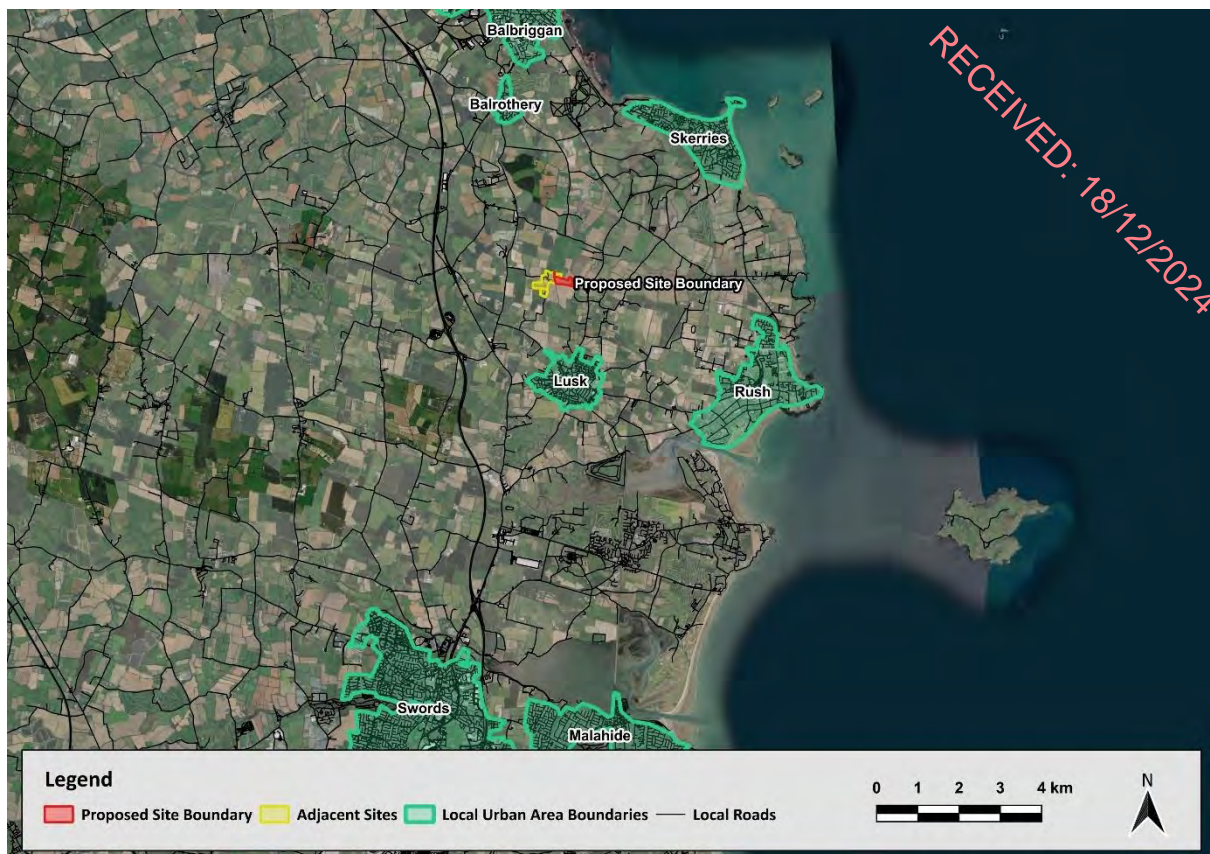 Balbriggan
RECEIVED: 18/12/2024
Balrothery
Skerries
Proposed Site Boundary
Lusk
Rush
Swords
Malahide
Legend
Proposed Site Boundary Adjacent Sites Local Urban Area Boundaries Local Roads
0 1 2 3 4 km
N